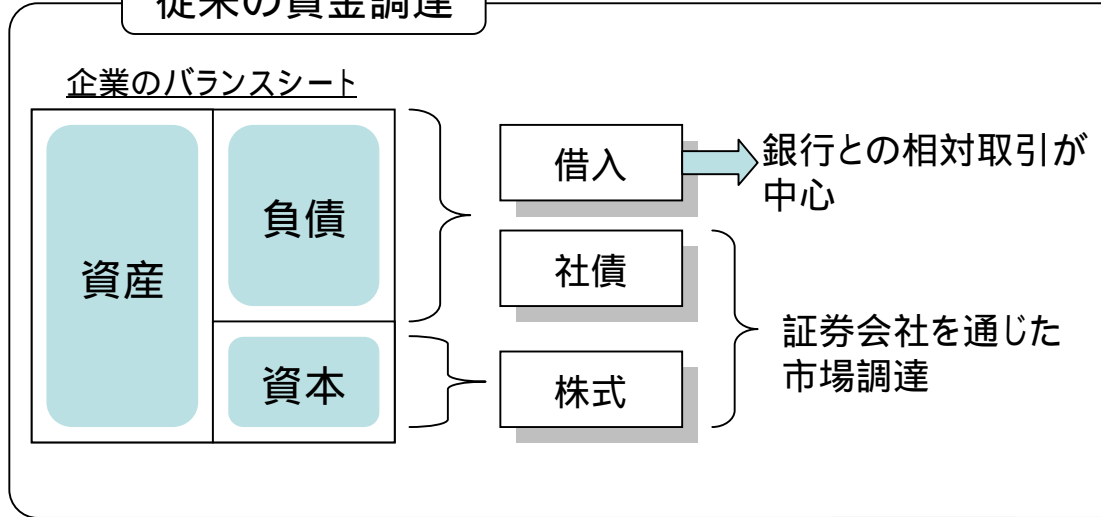 従来の資金調達
企業のバランスシート
資産
負債
資本
借入
社債
株式
銀行との相対取引が
中心
証券会社を通じた
市場調達